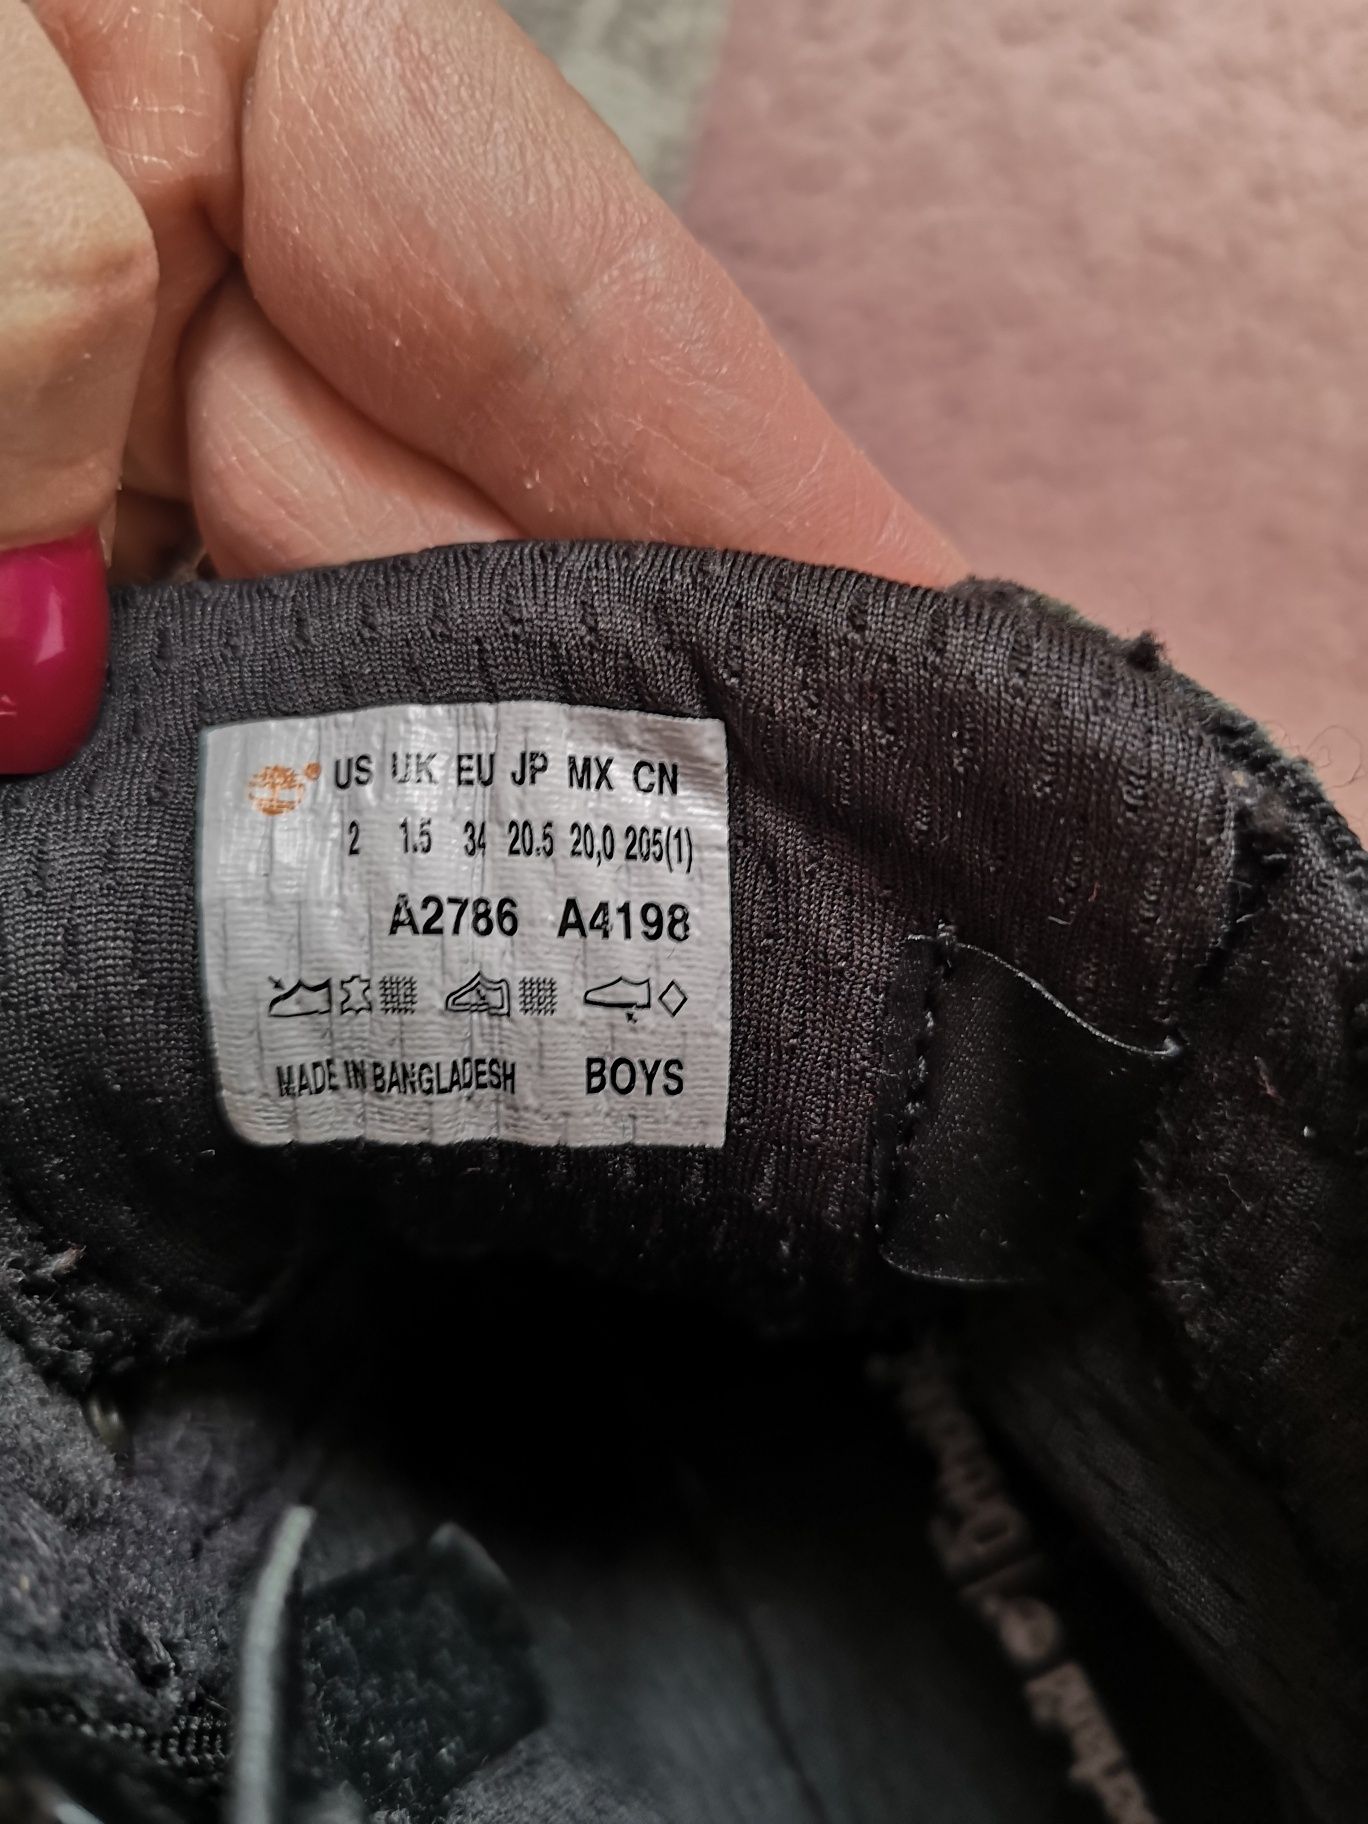 ® US UK EU JP MX CN
2 1.5 34 20.5 20,0 205(1)
A2786 A4198
MADE IN BANGLADESH BOYS